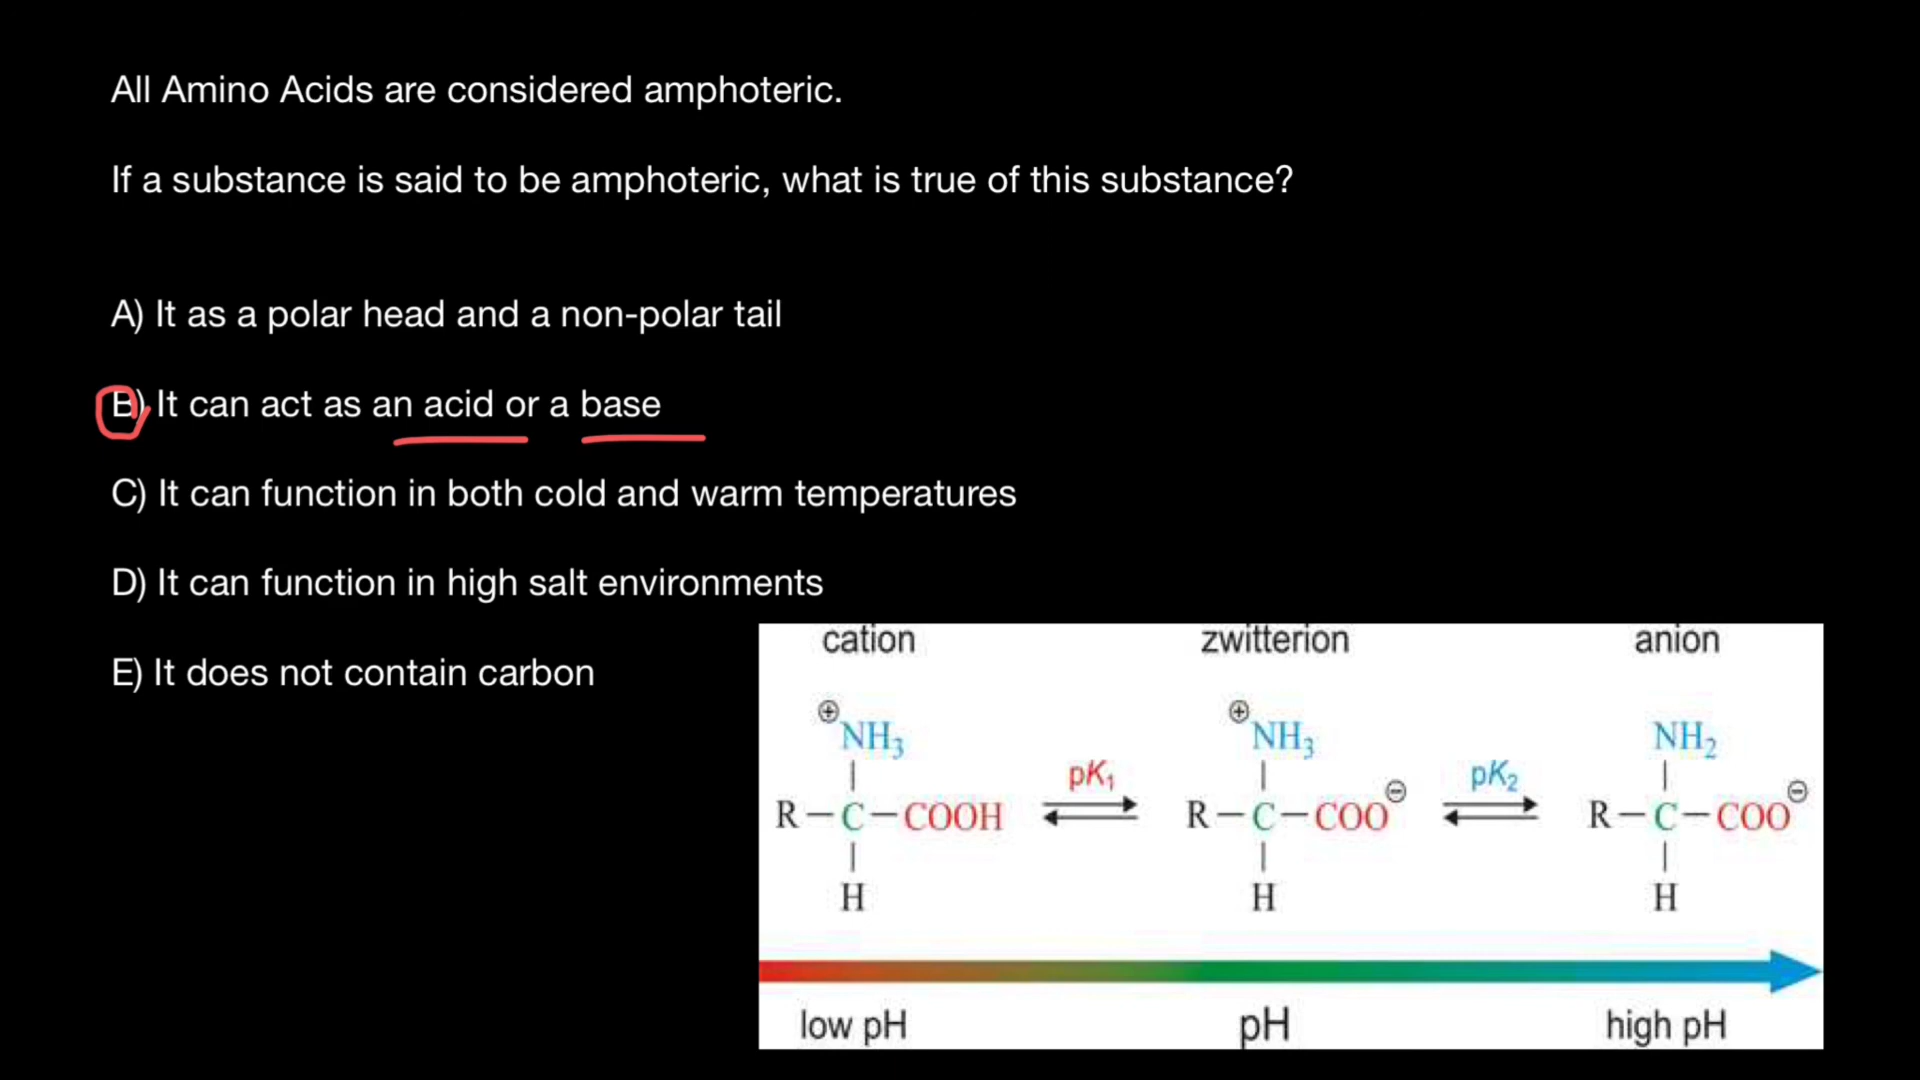 All Amino Acids are considered amphoteric.
If a substance is said to be amphoteric, what is true of this substance?
A) It as a polar head and a non-polar tail
B) It can act as an acid or a base
C) It can function in both cold and warm temperatures
D) It can function in high salt environments
E) It does not contain carbon
cation zwitterion anion
⊕ ⊕
NH₃ NH₃ NH₂
pK₁ pK₂
⊖ ⊖
R－C－COOH R－C－COO R－C－COO
H H H
low pH pH high pH